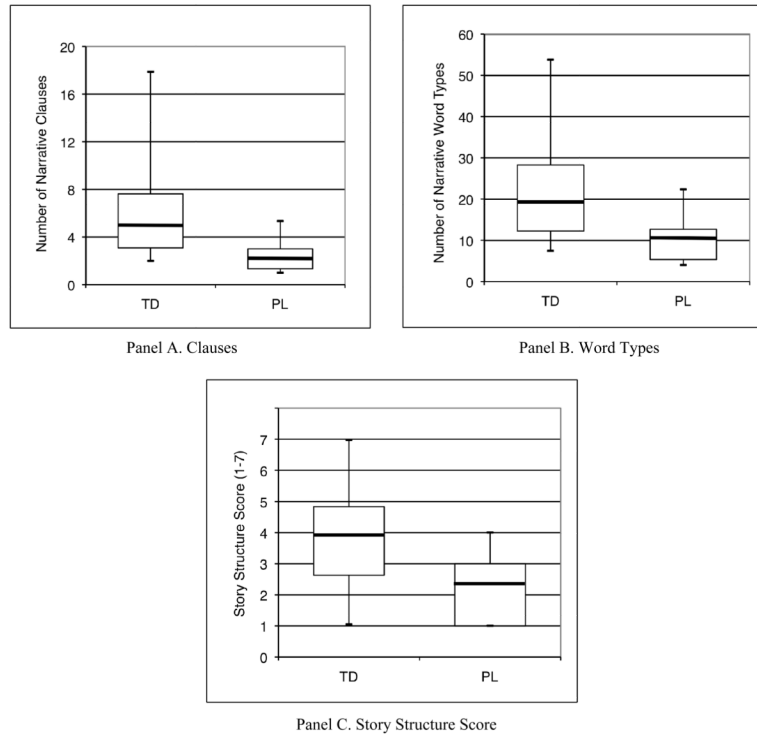 Number of Narrative Clauses
20
16
12
8
4
0
TD PL
Panel A. Clauses
Number of Narrative Word Types
60
50
40
30
20
10
0
TD PL
Panel B. Word Types
Story Structure Score (1-7)
7
6
5
4
3
2
1
0
TD PL
Panel C. Story Structure Score